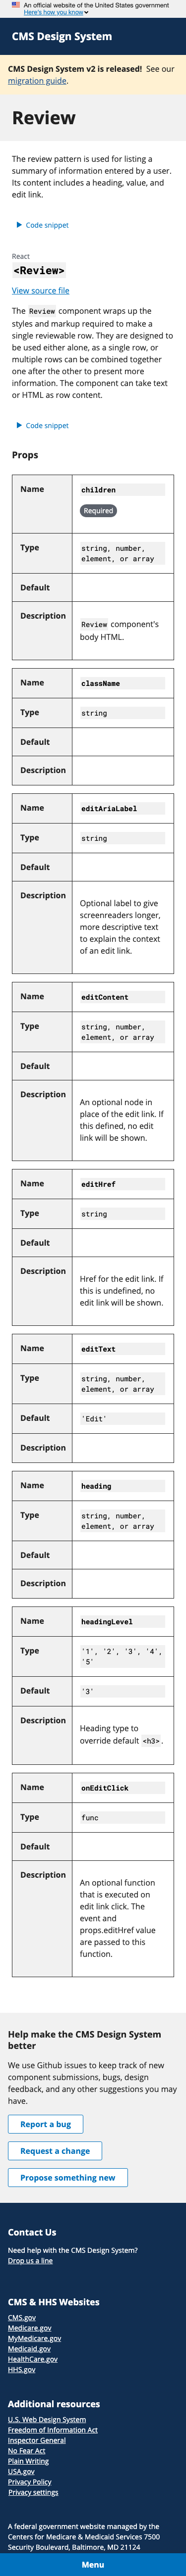 An official website of the United States government
Here's how you know
CMS Design System
CMS Design System v2 is released! See our
migration guide.
Review
The review pattern is used for listing a
summary of information entered by a user.
Its content includes a heading, value, and
edit link.
Code snippet
React
<Review>
View source file
The Review component wraps up the
styles and markup required to make a
single reviewable row. They are designed to
be used either alone, as a single row, or
multiple rows can be combined together
one after the other to present more
information. The component can take text
or HTML as row content.
Code snippet
Props
Name children
Required
Type string, number,
element, or array
Default
Description
Review component's
body HTML.
Name className
Type string
Default
Description
Name editAriaLabel
Type string
Default
Description
Optional label to give
screenreaders longer,
more descriptive text
to explain the context
of an edit link.
Name editContent
Type string, number,
element, or array
Default
Description
An optional node in
place of the edit link. If
this defined, no edit
link will be shown.
Name editHref
Type string
Default
Description
Href for the edit link. If
this is undefined, no
edit link will be shown.
Name editText
Type string, number,
element, or array
Default 'Edit'
Description
Name heading
Type string, number,
element, or array
Default
Description
Name headingLevel
Type '1', '2', '3', '4',
'5'
Default '3'
Description
Heading type to
override default <h3>.
Name onEditClick
Type func
Default
Description
An optional function
that is executed on
edit link click. The
event and
props.editHref value
are passed to this
function.
Help make the CMS Design System
better
We use Github issues to keep track of new
component submissions, bugs, design
feedback, and any other suggestions you may
have.
Report a bug
Request a change
Propose something new
Contact Us
Need help with the CMS Design System?
Drop us a line
CMS & HHS Websites
CMS.gov
Medicare.gov
MyMedicare.gov
Medicaid.gov
HealthCare.gov
HHS.gov
Additional resources
U.S. Web Design System
Freedom of Information Act
Inspector General
No Fear Act
Plain Writing
USA.gov
Privacy Policy
Privacy settings
A federal government website managed by the
Centers for Medicare & Medicaid Services 7500
Security Boulevard, Baltimore, MD 21124
Menu